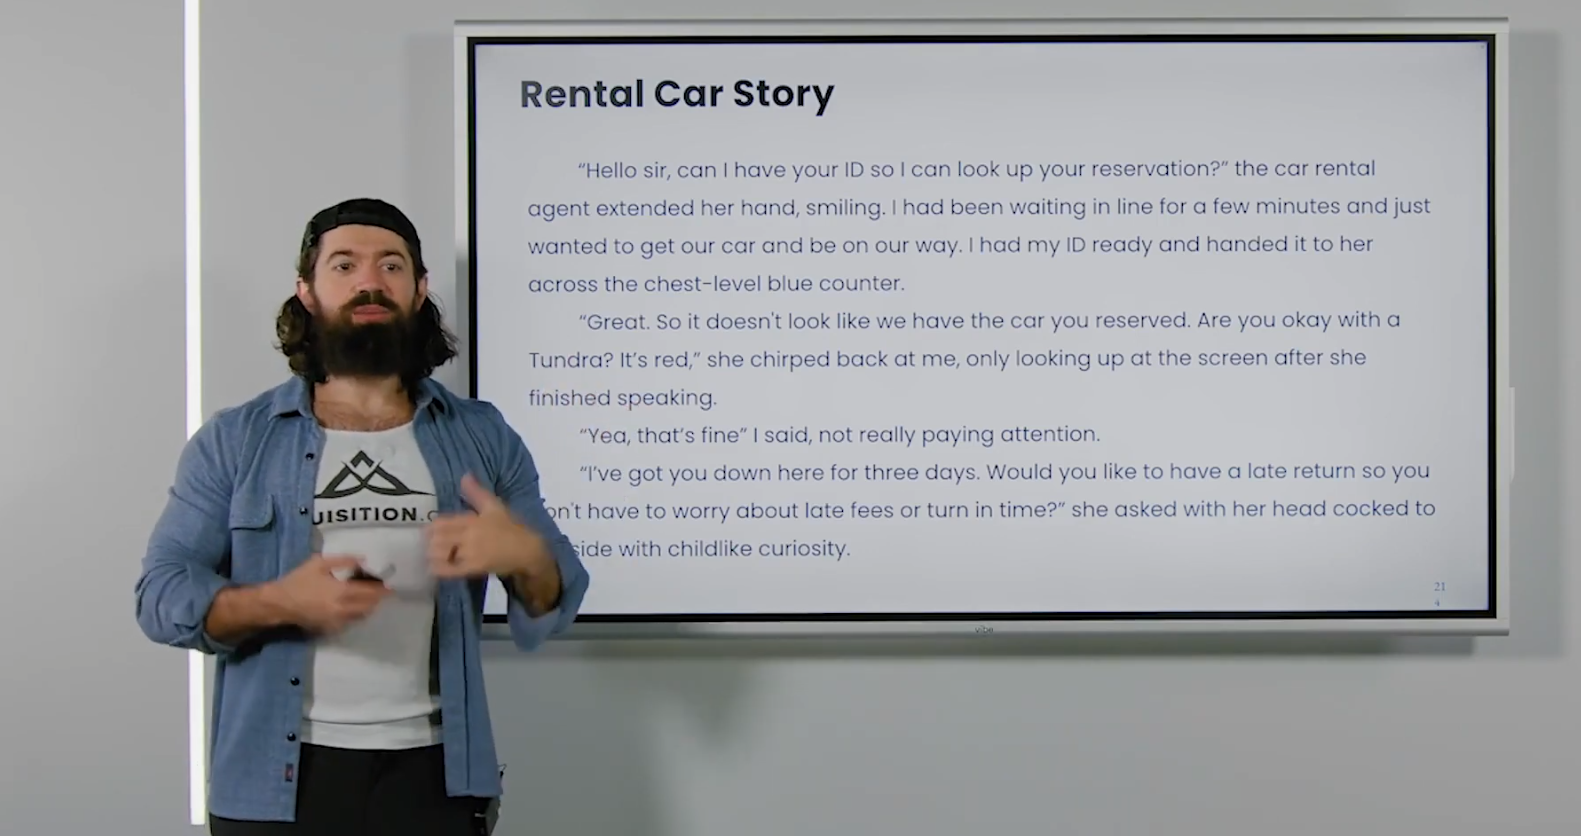 Rental Car Story
“Hello sir, can I have your ID so I can look up your reservation?” the car rental
agent extended her hand, smiling. I had been waiting in line for a few minutes and just
wanted to get our car and be on our way. I had my ID ready and handed it to her
across the chest-level blue counter.
“Great. So it doesn't look like we have the car you reserved. Are you okay with a
Tundra? It’s red,” she chirped back at me, only looking up at the screen after she
finished speaking.
“Yea, that’s fine” I said, not really paying attention.
“I’ve got you down here for three days. Would you like to have a late return so you
on't have to worry about late fees or turn in time?” she asked with her head cocked to
side with childlike curiosity.
21
4
vibe
UISITION.C